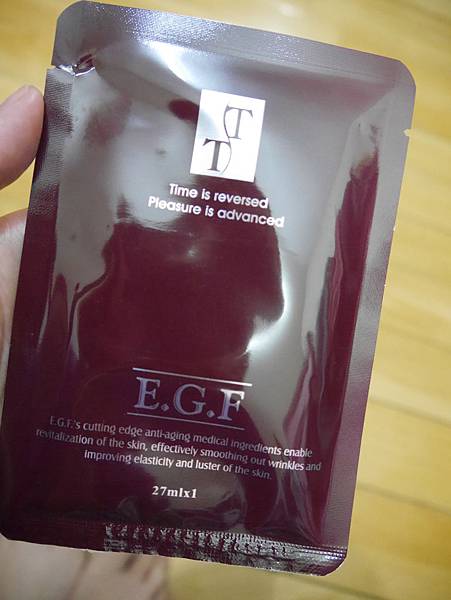 TT
Time is reversed
Pleasure is advanced
E.G.F
E.G.F.'s cutting edge anti-aging medical ingredients enable
revitalization of the skin, effectively smoothing out wrinkles and
improving elasticity and luster of the skin.
27mlx1